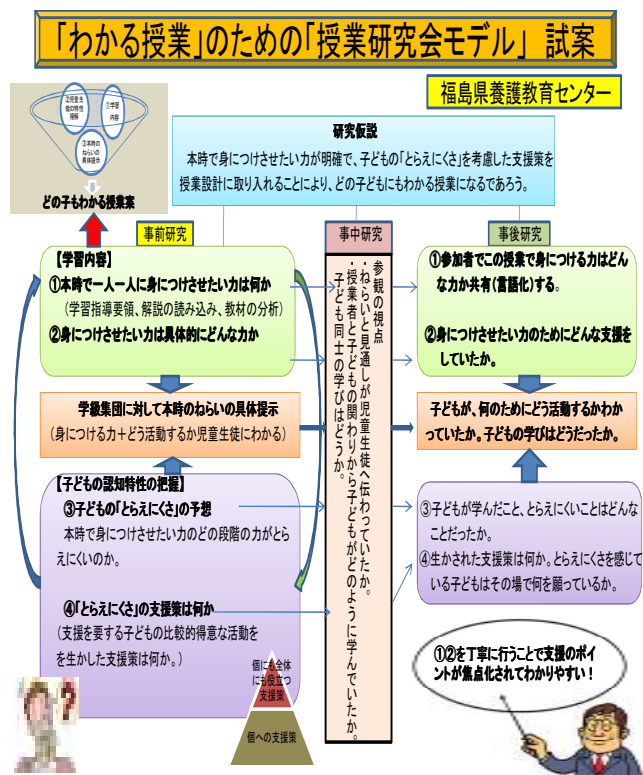 「わかる授業」のための「授業研究会モデル」 試案
福島県養護教育センター
②児童生
徒の特性
理解
①学習
内容
③本時の
ねらいの
具体提示
どの子もわかる授業案
研究仮説
本時で身につけさせたい力が明確で、子どもの「とらえにくさ」を考慮した支援策を
授業設計に取り入れることにより、どの子どもにもわかる授業になるであろう。
事前研究
【学習内容】
①本時で一人一人に身につけさせたい力は何か
(学習指導要領、解説の読み込み、教材の分析)
②身につけさせたい力は具体的にどんな力か
学級集団に対して本時のねらいの具体提示
(身につける力+どう活動するか児童生徒にわかる)
【子どもの認知特性の把握】
③子どもの「とらえにくさ」の予想
本時で身につけさせたい力のどの段階の力がとら
えにくいのか。
④「とらえにくさ」の支援策は何か
(支援を要する子どもの比較的得意な活動を
を生かした支援策は何か。)
個にも全体
にも役立つ
支援策
個への支援策
事中研究
参観の視点
・ねらいと見通しが児童生徒へ伝わっていたか。
・授業者と子どもの関わりから子どもがどのように学んでいたか。
子ども同士の学びはどうか。
事後研究
①参加者でこの授業で身につける力はどん
な力か共有(言語化)する。
②身につけさせたい力のためにどんな支援を
していたか。
子どもが、何のためにどう活動するかわか
っていたか。子どもの学びはどうだったか。
③子どもが学んだこと、とらえにくいことはどんな
ことだったか。
④生かされた支援策は何か。とらえにくさを感じて
いる子どもはその場で何を願っているか。
①②を丁寧に行うことで支援のポ
イントが焦点化されてわかりやすい!